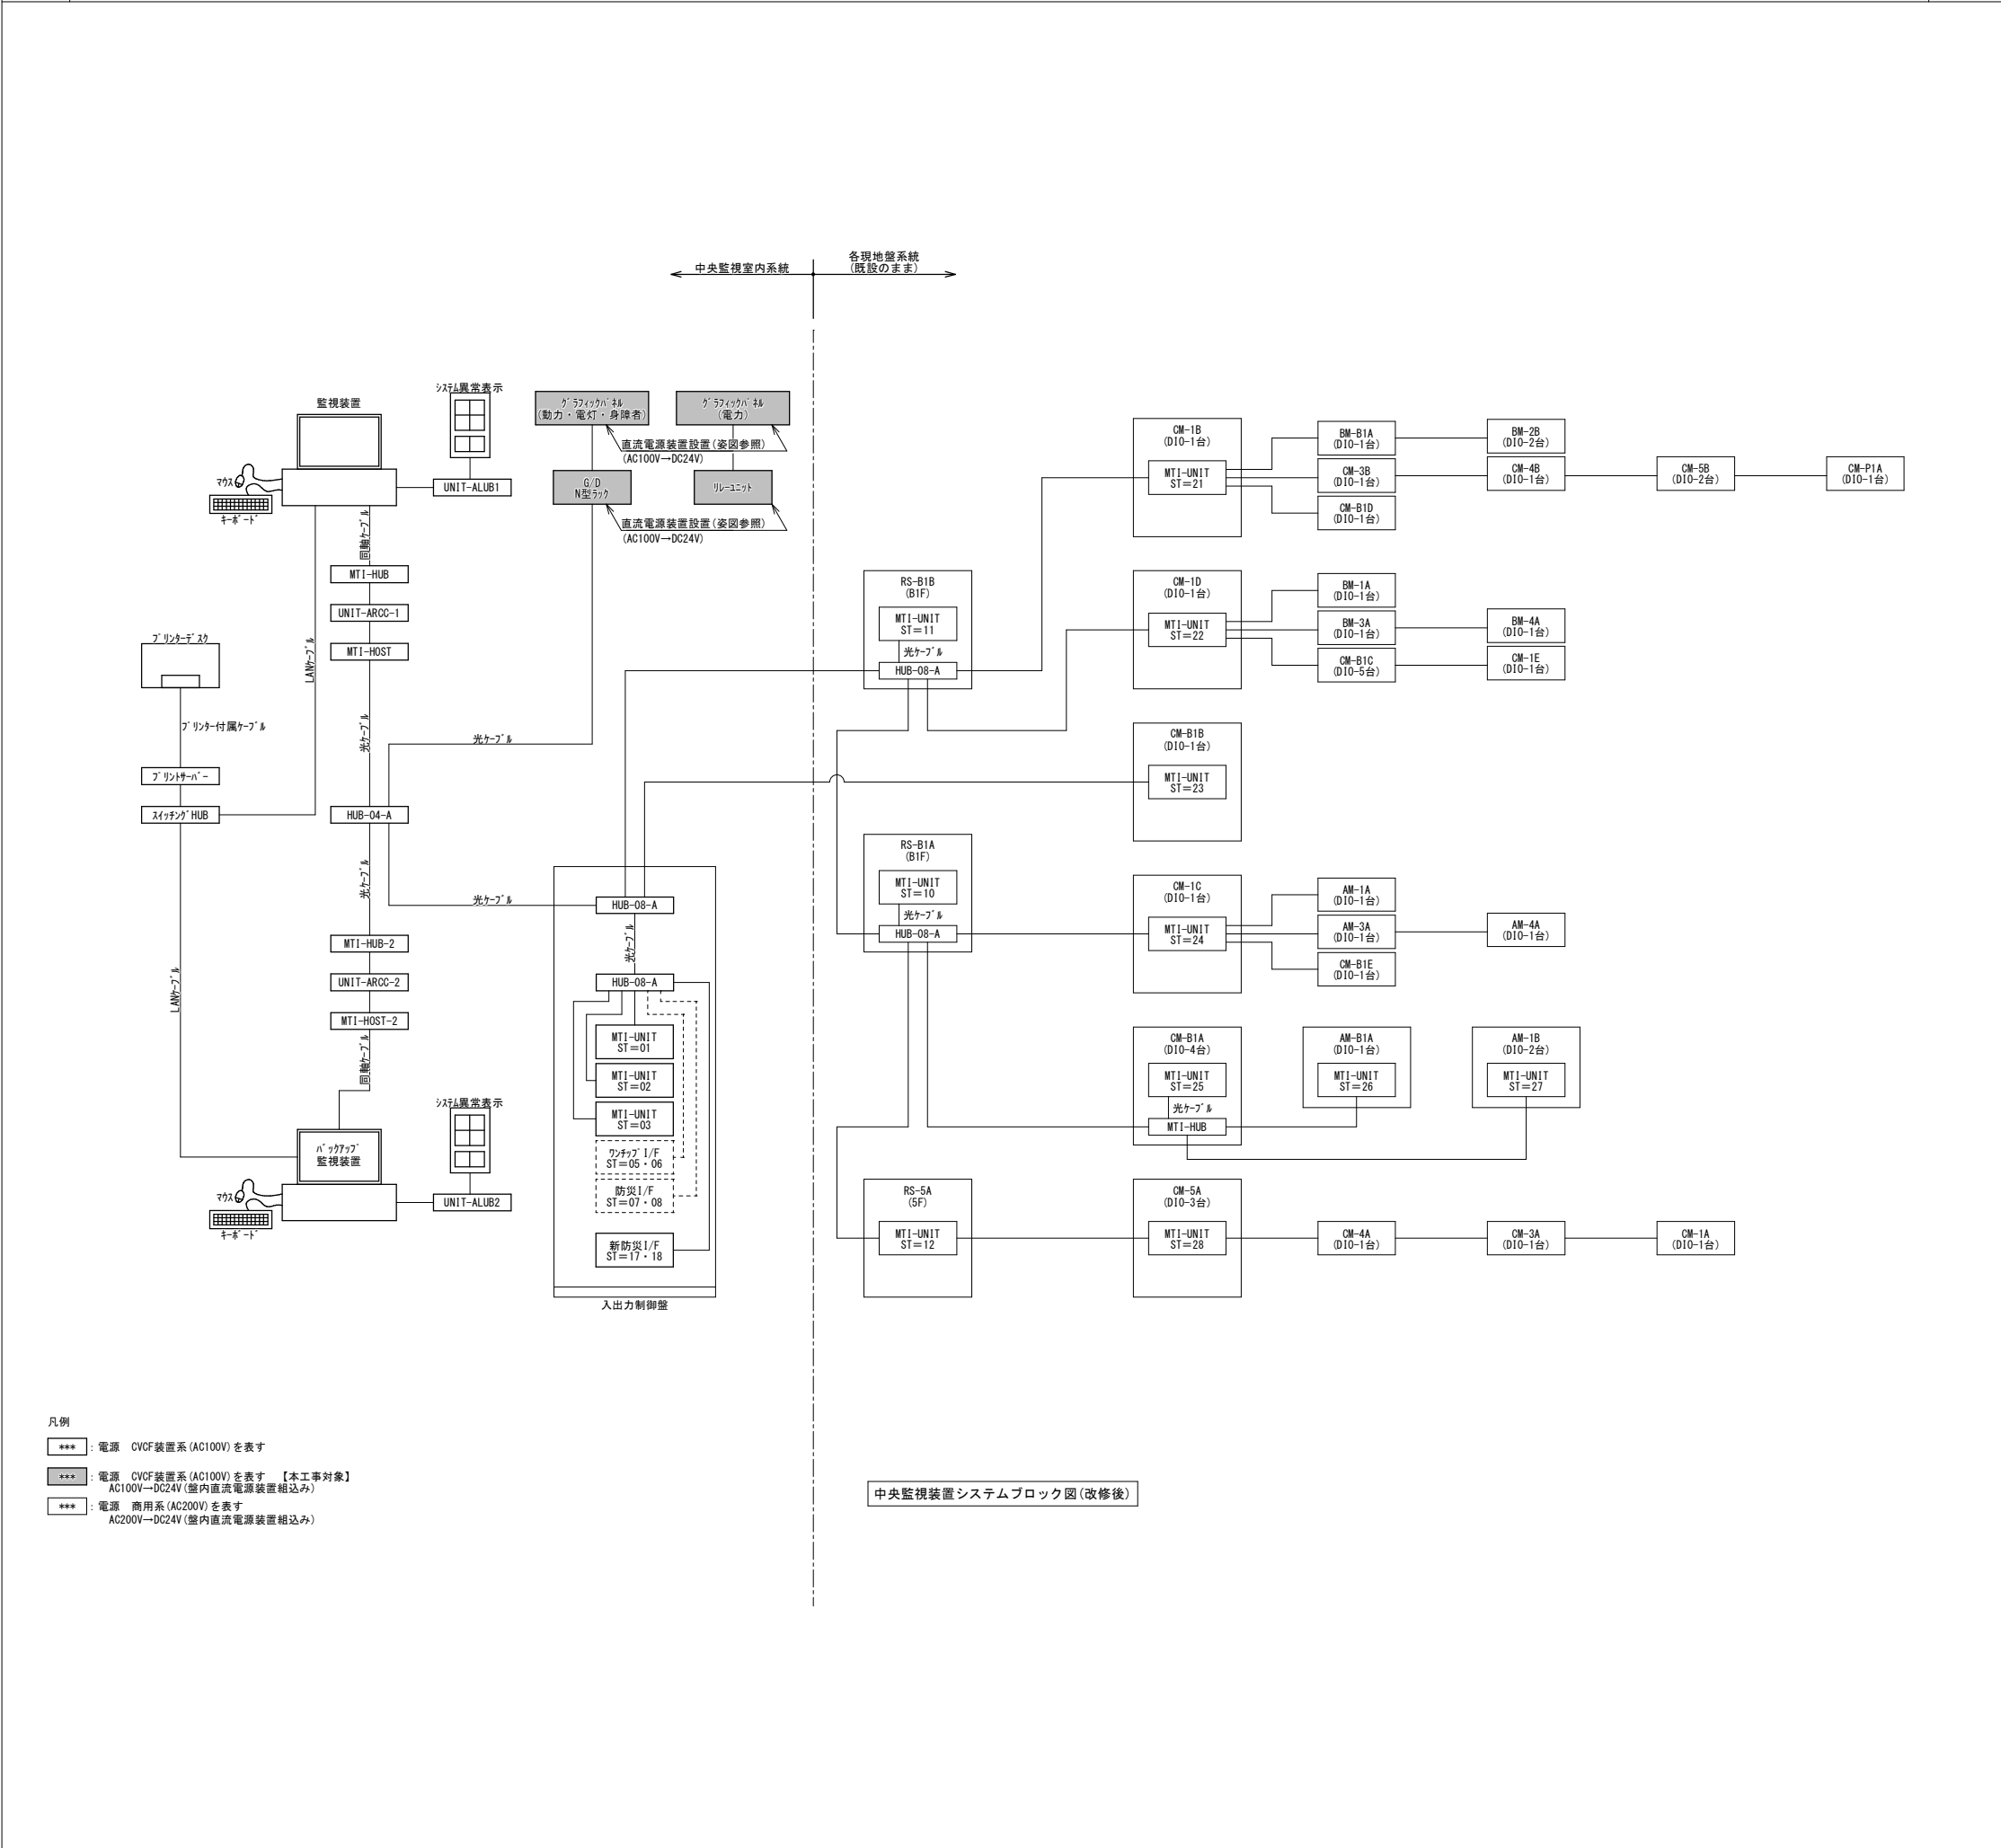 中央監視室内系統
各現地盤系統
(既設のまま)
監視装置
システム異常表示
マウス
キーボード
UNIT-ALUB1
グラフィックパネル
(動力・電灯・身障者)
グラフィックパネル
(電力)
直流電源装置設置(姿図参照)
(AC100V→DC24V)
G/D
N型ラック
リレーユニット
直流電源装置設置(姿図参照)
(AC100V→DC24V)
同軸ケーブル
MTI-HUB
UNIT-ARCC-1
MTI-HOST
LANケーブル
プリンターデスク
プリンター付属ケーブル
プリントサーバー
スイッチングHUB
光ケーブル
光ケーブル
HUB-04-A
光ケーブル
光ケーブル
MTI-HUB-2
UNIT-ARCC-2
MTI-HOST-2
同軸ケーブル
LANケーブル
バックアップ
監視装置
システム異常表示
マウス
キーボード
UNIT-ALUB2
HUB-08-A
光ケーブル
HUB-08-A
MTI-UNIT
ST=01
MTI-UNIT
ST=02
MTI-UNIT
ST=03
ワンチップI/F
ST=05・06
防災I/F
ST=07・08
新防災I/F
ST=17・18
入出力制御盤
RS-B1B
(B1F)
MTI-UNIT
ST=11
光ケーブル
HUB-08-A
RS-B1A
(B1F)
MTI-UNIT
ST=10
光ケーブル
HUB-08-A
RS-5A
(5F)
MTI-UNIT
ST=12
CM-1B
(DIO-1台)
MTI-UNIT
ST=21
BM-B1A
(DIO-1台)
BM-2B
(DIO-2台)
CM-3B
(DIO-1台)
CM-4B
(DIO-1台)
CM-5B
(DIO-2台)
CM-P1A
(DIO-1台)
CM-B1D
(DIO-1台)
CM-1D
(DIO-1台)
MTI-UNIT
ST=22
BM-1A
(DIO-1台)
BM-3A
(DIO-1台)
BM-4A
(DIO-1台)
CM-B1C
(DIO-5台)
CM-1E
(DIO-1台)
CM-B1B
(DIO-1台)
MTI-UNIT
ST=23
CM-1C
(DIO-1台)
MTI-UNIT
ST=24
AM-1A
(DIO-1台)
AM-3A
(DIO-1台)
AM-4A
(DIO-1台)
CM-B1E
(DIO-1台)
CM-B1A
(DIO-4台)
MTI-UNIT
ST=25
光ケーブル
MTI-HUB
AM-B1A
(DIO-1台)
MTI-UNIT
ST=26
AM-1B
(DIO-2台)
MTI-UNIT
ST=27
CM-5A
(DIO-3台)
MTI-UNIT
ST=28
CM-4A
(DIO-1台)
CM-3A
(DIO-1台)
CM-1A
(DIO-1台)
凡例
*** : 電源 CVCF装置系(AC100V)を表す
*** : 電源 CVCF装置系(AC100V)を表す 【本工事対象】
AC100V→DC24V(盤内直流電源装置組込み)
*** : 電源 商用系(AC200V)を表す
AC200V→DC24V(盤内直流電源装置組込み)
中央監視装置システムブロック図(改修後)